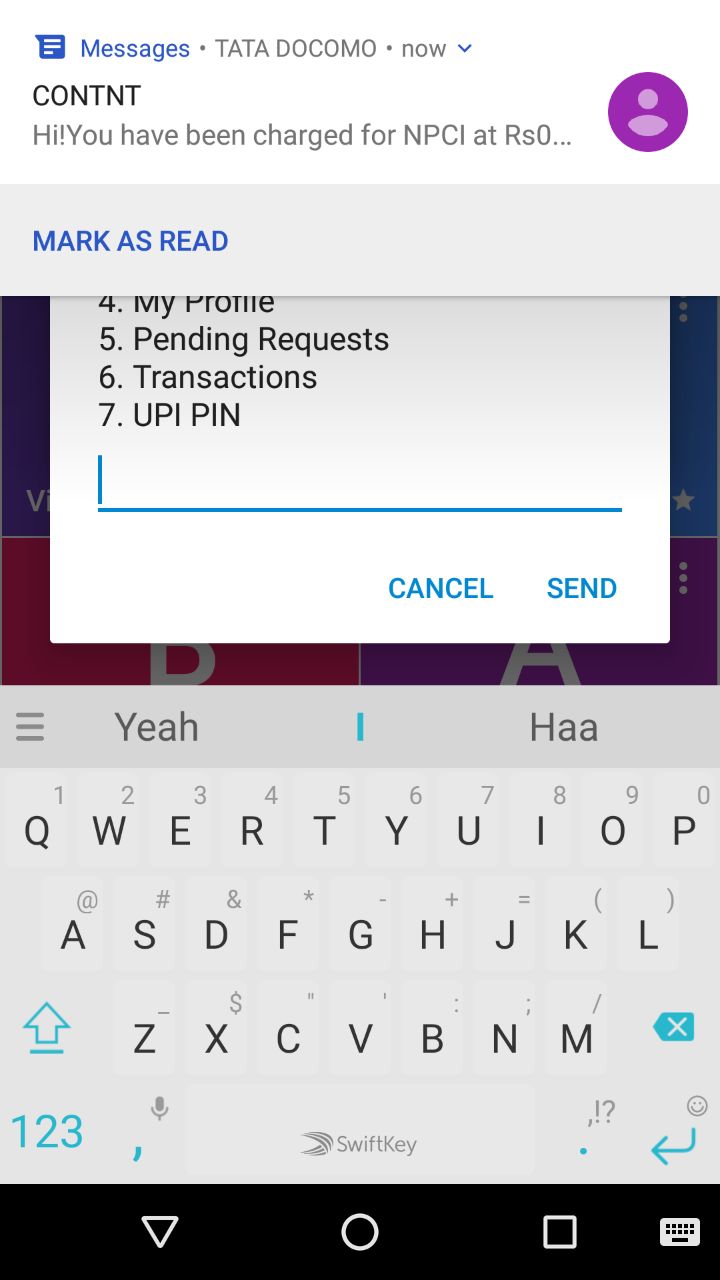 Messages • TATA DOCOMO • now
CONTNT
Hi!You have been charged for NPCI at Rs0...
MARK AS READ
4. My Profile
5. Pending Requests
6. Transactions
7. UPI PIN
Vi
CANCEL SEND
B A
Yeah I Haa
1 2 3 4 5 6 7 8 9 0
Q W E R T Y U I O P
@ # & * - + = ( )
A S D F G H J K L
_ $ " ' : ; /
Z X C V B N M
,!?
123 , SwiftKey .